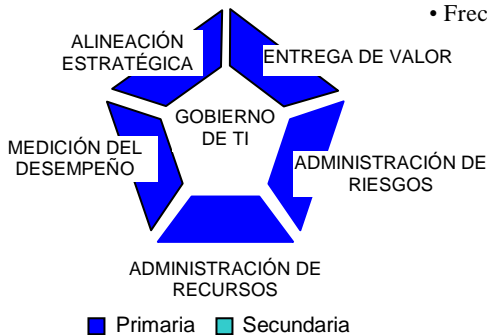 • Frec
ALINEACIÓN
ESTRATÉGICA
ENTREGA DE VALOR
GOBIERNO
DE TI
MEDICIÓN DEL
DESEMPEÑO
ADMINISTRACIÓN DE
RIESGOS
ADMINISTRACIÓN DE
RECURSOS
Primaria Secundaria